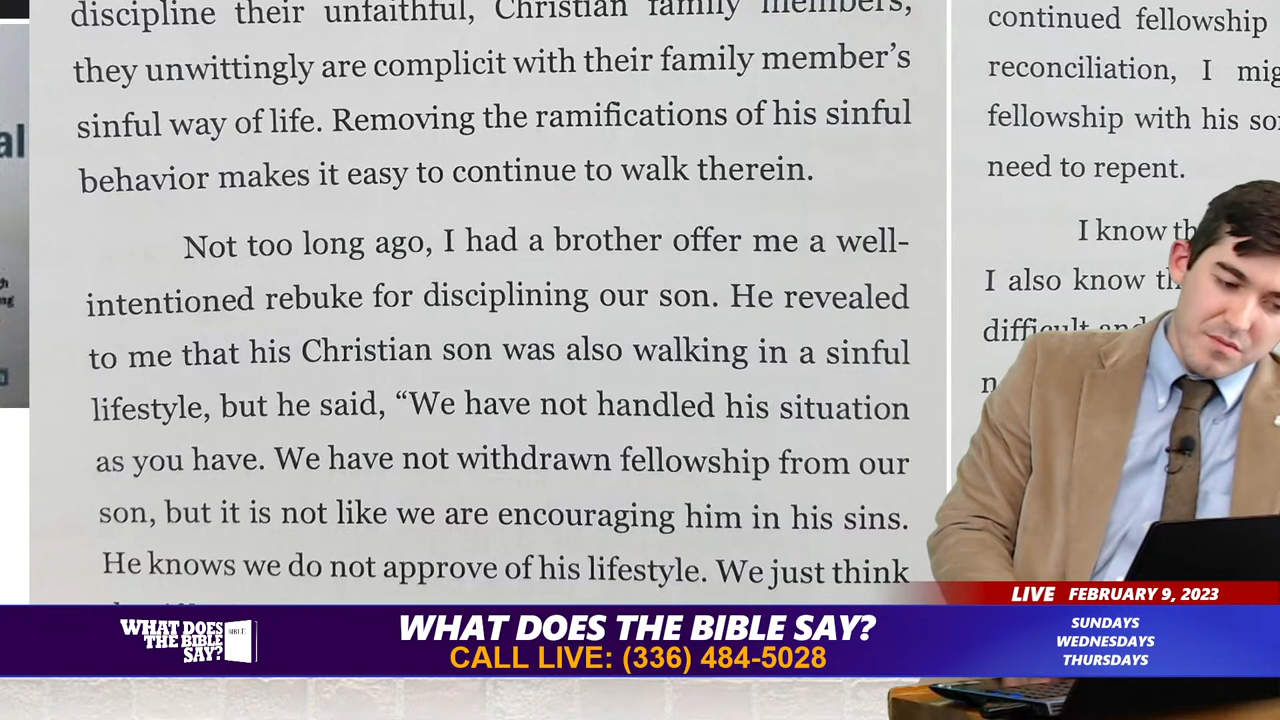 discipline their unfaithful, Christian family members,
they unwittingly are complicit with their family member's
sinful way of life. Removing the ramifications of his sinful
behavior makes it easy to continue to walk therein.
Not too long ago, I had a brother offer me a well-
intentioned rebuke for disciplining our son. He revealed
to me that his Christian son was also walking in a sinful
lifestyle, but he said, “We have not handled his situation
as you have. We have not withdrawn fellowship from our
son, but it is not like we are encouraging him in his sins.
He knows we do not approve of his lifestyle. We just think
continued fellowship
reconciliation, I
fellowship with his
need to repent.
I know
I also know
difficult and
LIVE FEBRUARY 9, 2023
WHAT DOES
THE BIBLE
SAY?
BIBLE
WHAT DOES THE BIBLE SAY?
CALL LIVE: (336) 484-5028
SUNDAYS
WEDNESDAYS
THURSDAYS